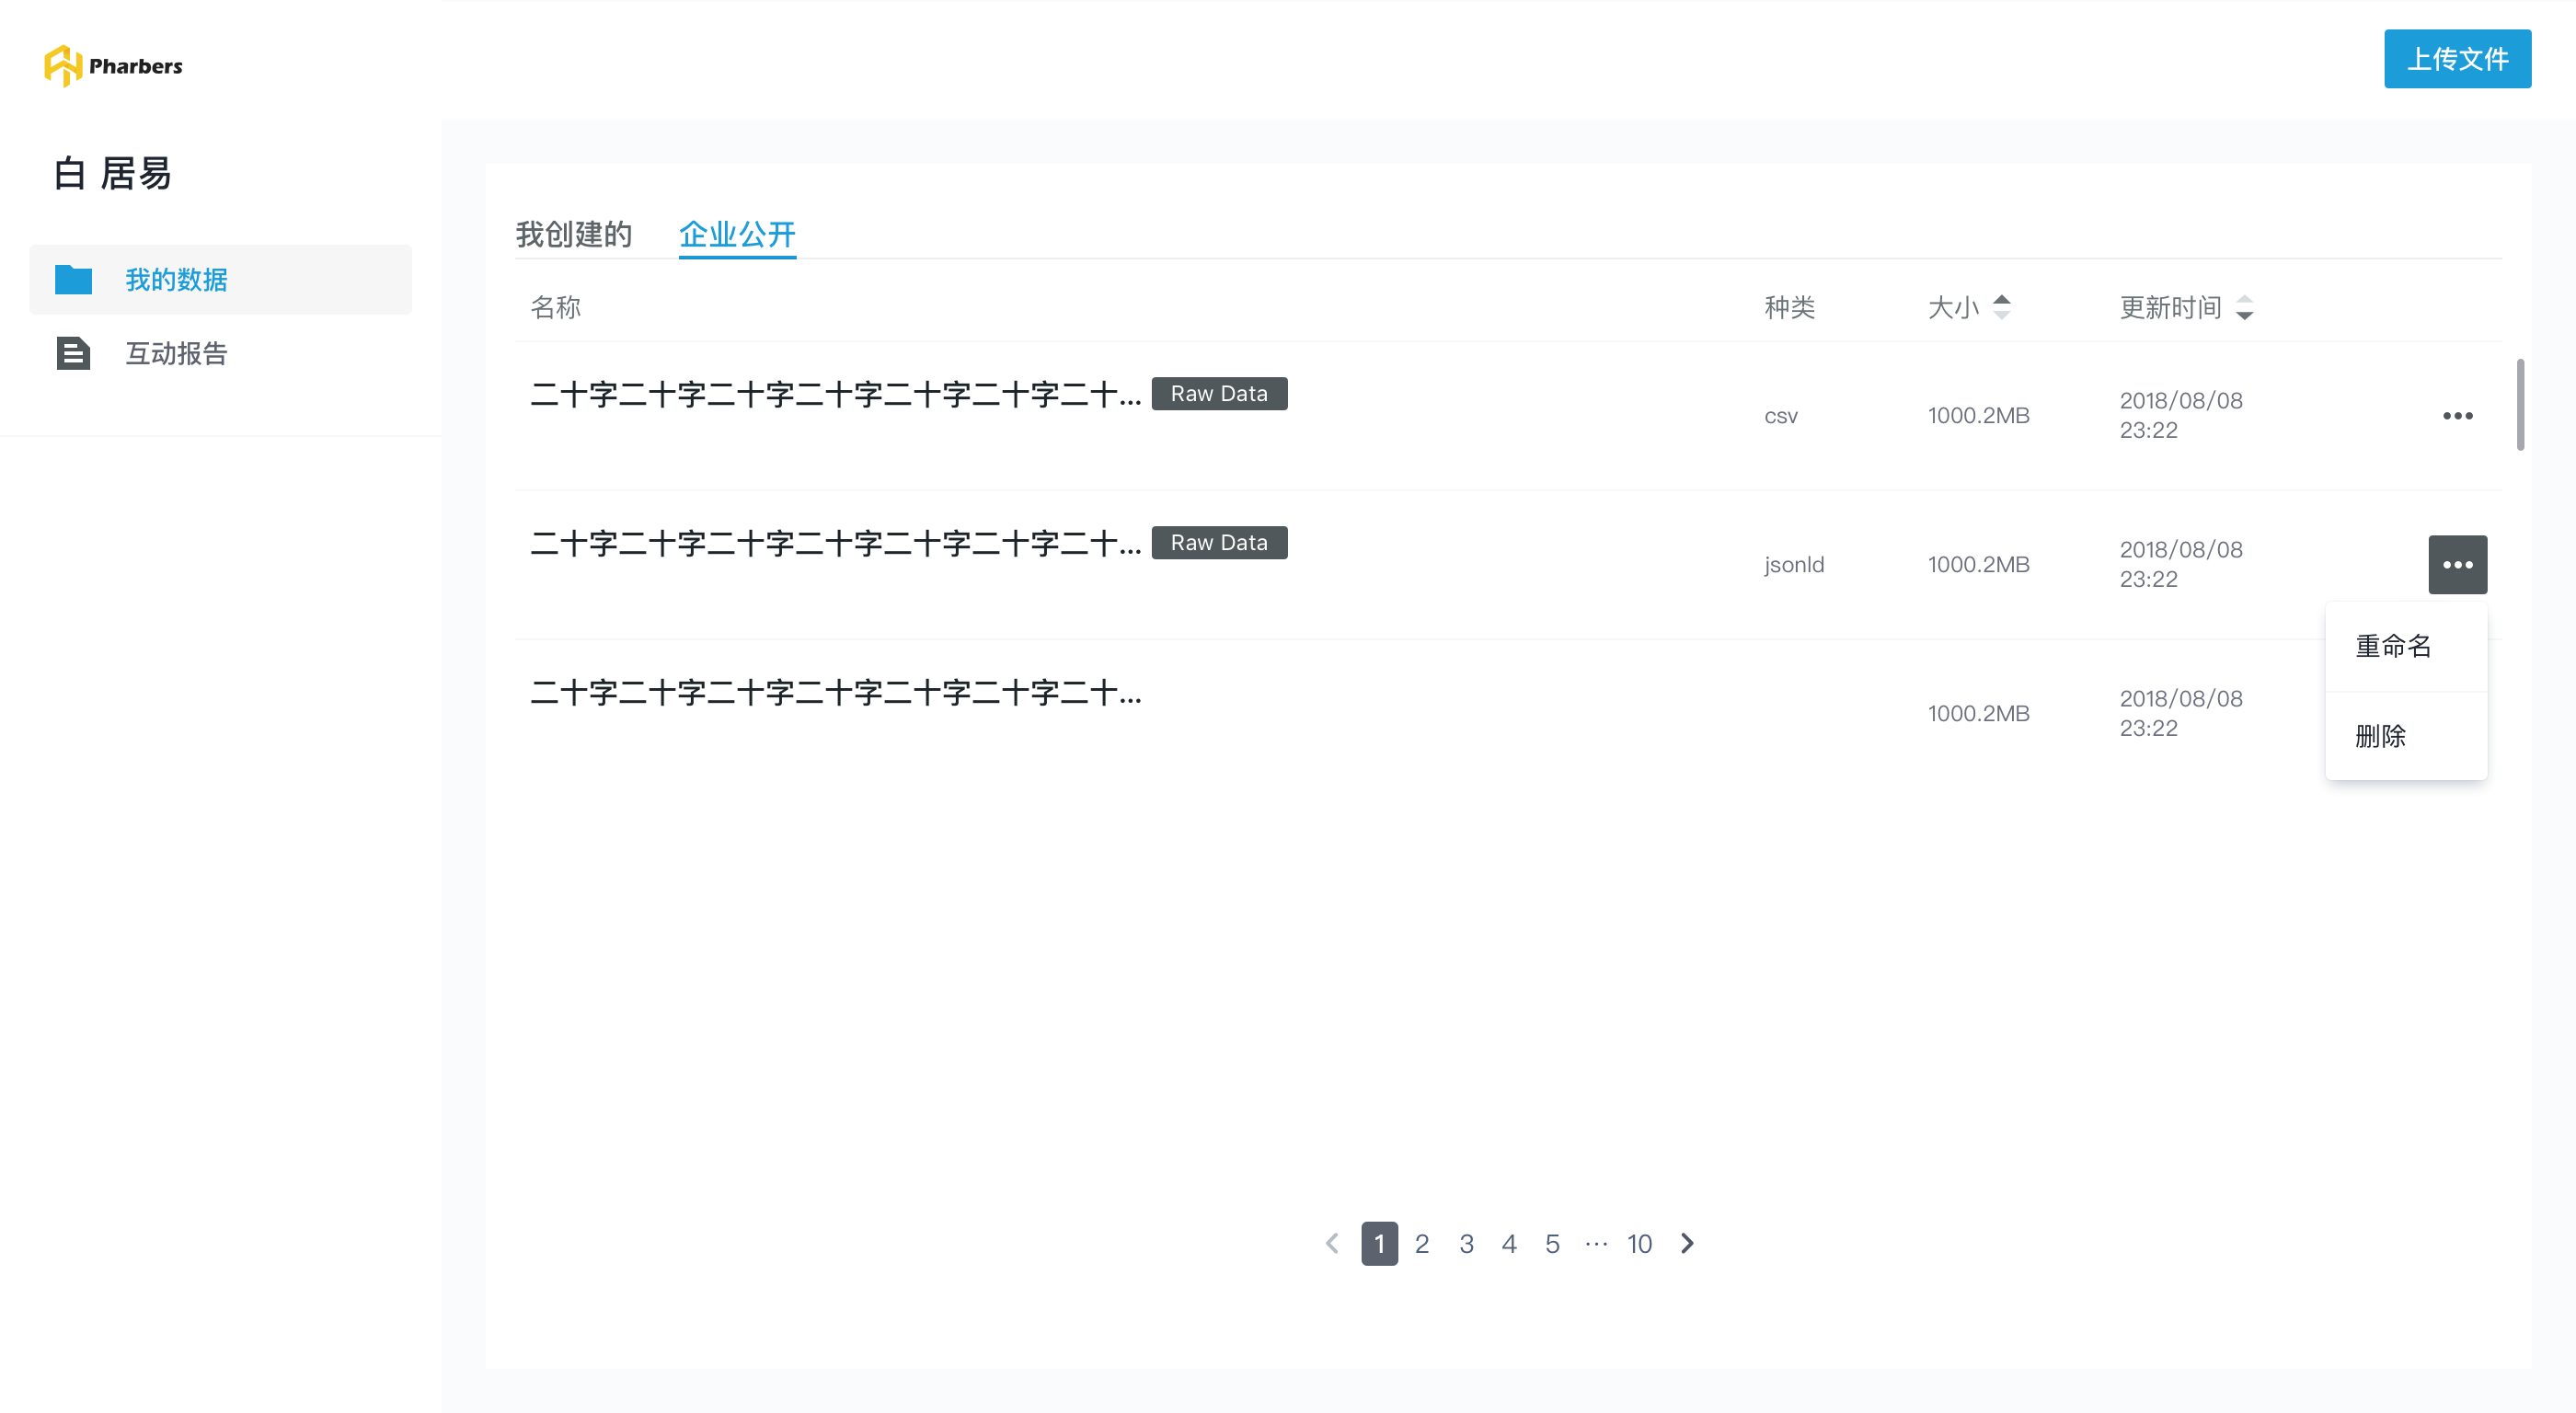 Pharbers
上传文件
白 居易
我的数据
互动报告
我创建的 企业公开
名称 种类 大小 更新时间
二十字二十字二十字二十字二十字二十字二十... Raw Data csv 1000.2MB 2018/08/08
23:22
二十字二十字二十字二十字二十字二十字二十... Raw Data jsonld 1000.2MB 2018/08/08
23:22
重命名
二十字二十字二十字二十字二十字二十字二十... 1000.2MB 2018/08/08
23:22
删除
1 2 3 4 5 ··· 10